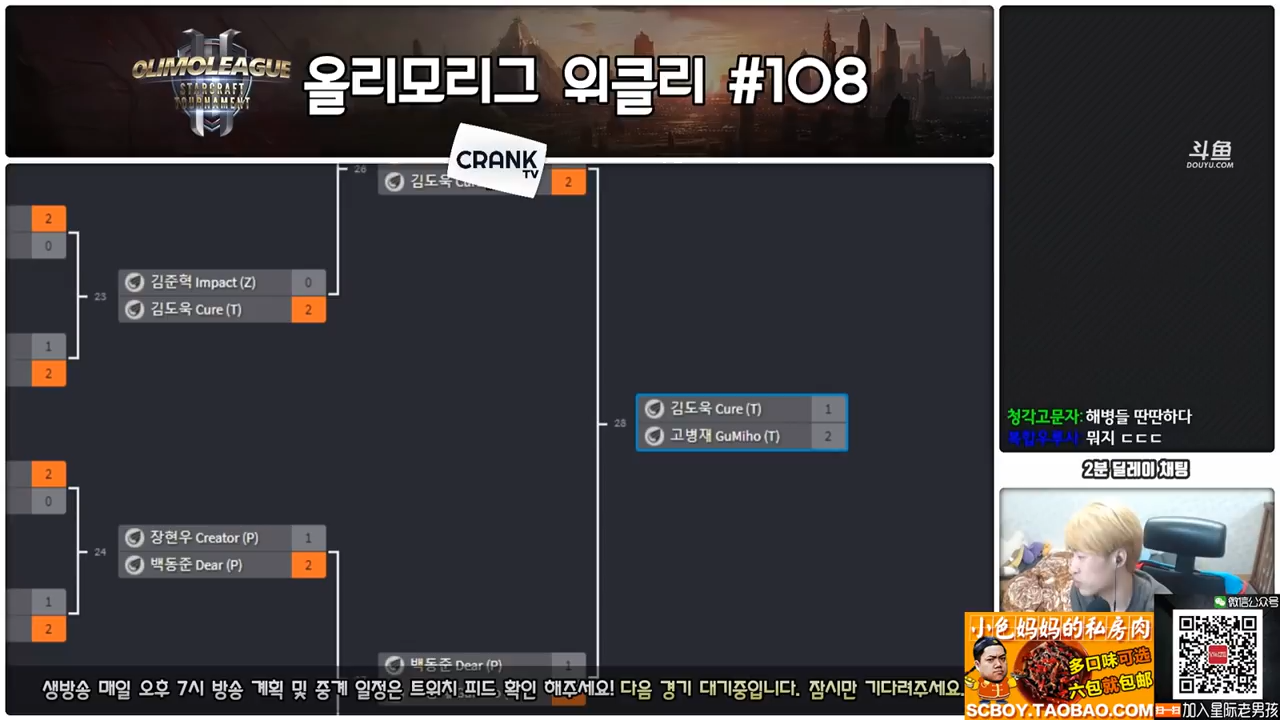 OLIMOLEAGUE
STARCRAFT
TOURNAMENT
올리모리그 위클리 #108
CRANK
TV
斗鱼
DOUYU.COM
26
김도욱
2
2
0
23
김준혁 Impact (Z) 0
김도욱 Cure (T) 2
1
2
28
김도욱 Cure (T) 1
고병재 GuMiho (T) 2
2
0
24
장현우 Creator (P) 1
백동준 Dear (P) 2
1
2
백동준 Dear (P) 1
청각고문자: 해병들 딴딴하다
뭐지 ㄷㄷㄷ
2분 딜레이 채팅
생방송 매일 오후 7시 방송 계획 및 중계 일정은 트위치 피드 확인 해주세요! 다음 경기 대기중입니다. 잠시만 기다려주세요.
微信公众号
小色妈妈的私房肉
多口味可选
六包就包邮
SCBOY.TAOBAO.COM
扫一扫 加入星际老男孩